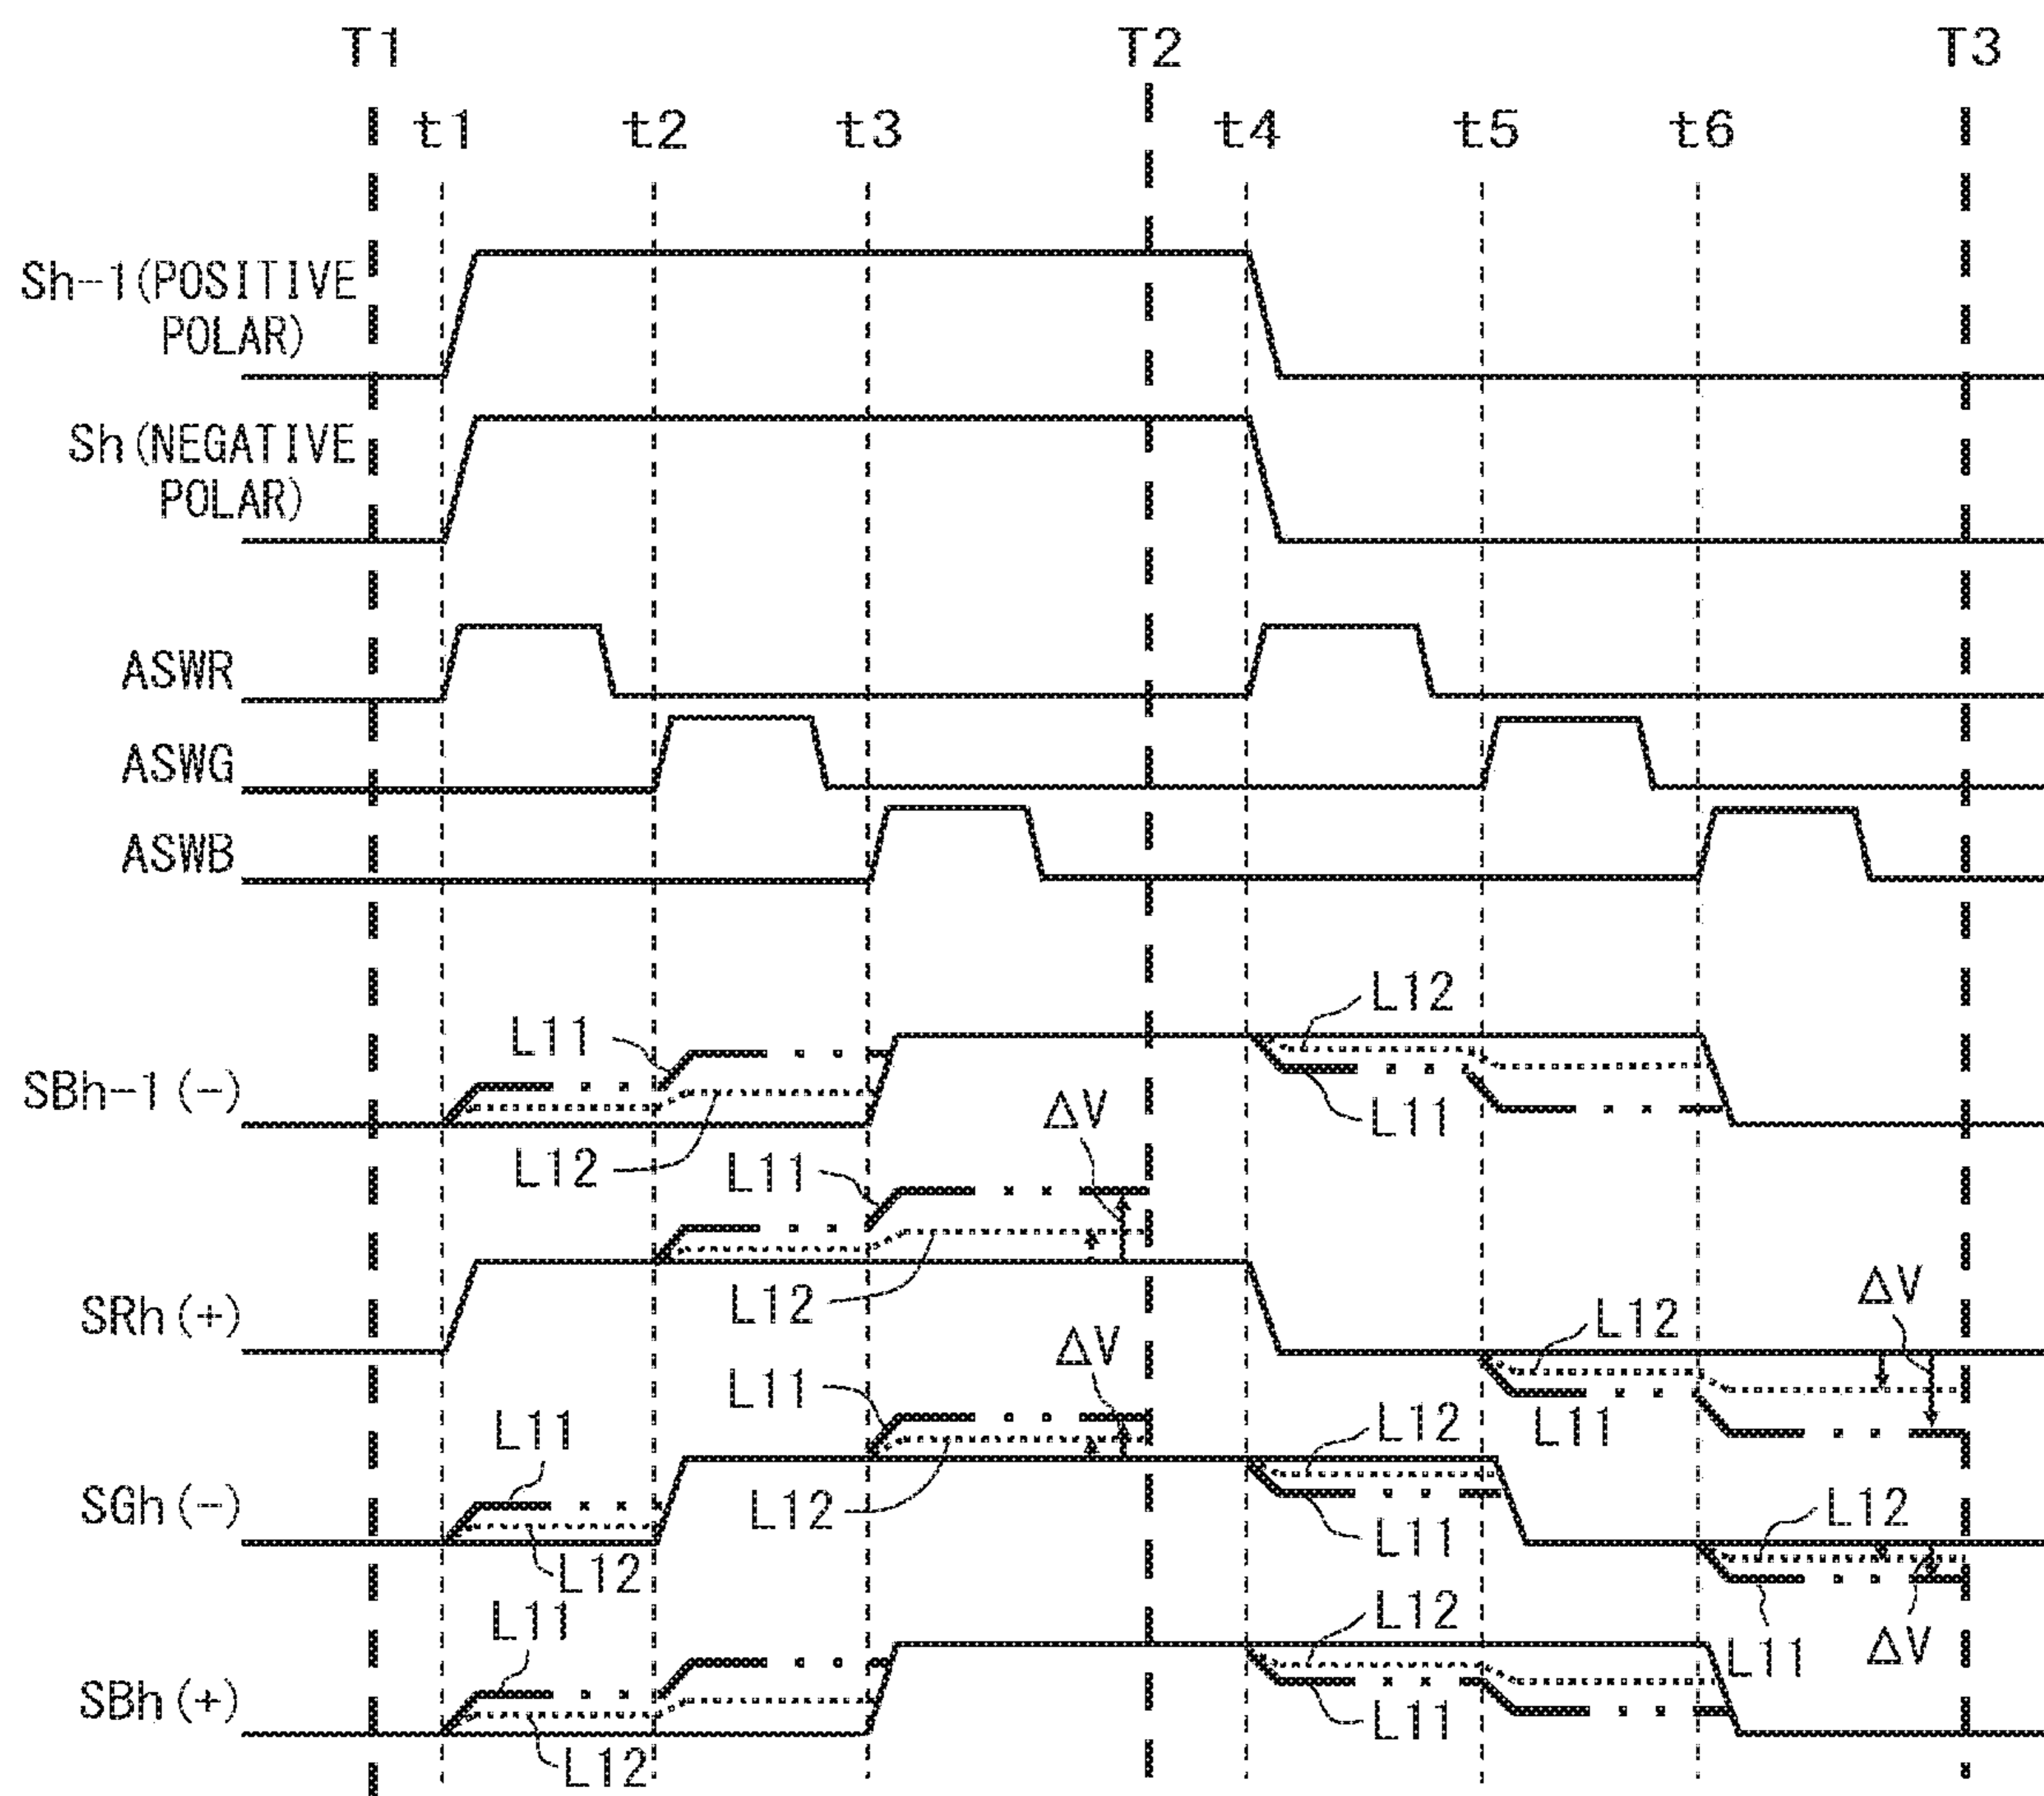 T1 T2 T3
t1 t2 t3 t4 t5 t6
Sh-1(POSITIVE
POLAR)
Sh(NEGATIVE
POLAR)
ASWR
ASWG
ASWB
L12
L11
SBh-1(-)
ΔV
L11
L12
L11
L12
ΔV
SRh(+)
L12
ΔV
L11
L12
L11
L11
SGh(-)
L12
L12
L11
L12
L12
L11
L11
ΔV
SBh(+)
L11
L12